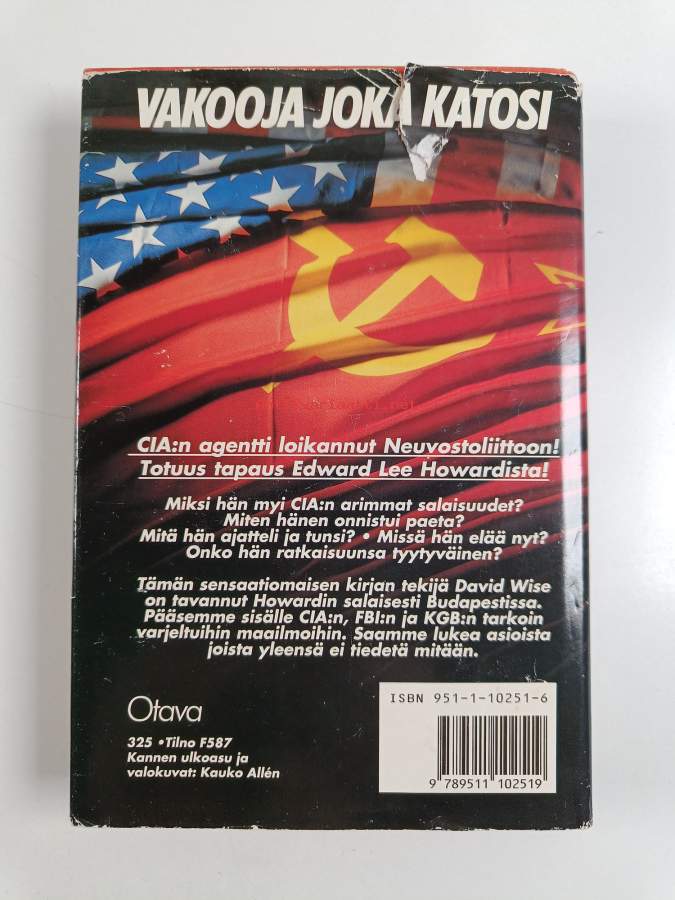 VAKOOJA JOKA KATOSI
CIA:n agentti loikannut Neuvostoliittoon!
Totuus tapaus Edward Lee Howardista!
Miksi hän myi CIA:n arimmat salaisuudet?
Miten hänen onnistui paeta?
Mitä hän ajatteli ja tunsi? • Missä hän elää nyt?
Onko hän ratkaisuunsa tyytyväinen?
Tämän sensaatiomaisen kirjan tekijä David Wise
on tavannut Howardin salaisesti Budapestissa.
Pääsemme sisälle CIA:n, FBI:n ja KGB:n tarkoin
varjeltuihin maailmoihin. Saamme lukea asioista
joista yleensä ei tiedetä mitään.
Otava
325 • Tilno F587
Kannen ulkoasu ja
valokuvat: Kauko Allén
ISBN 951-1-10251-6
9 789511 102519